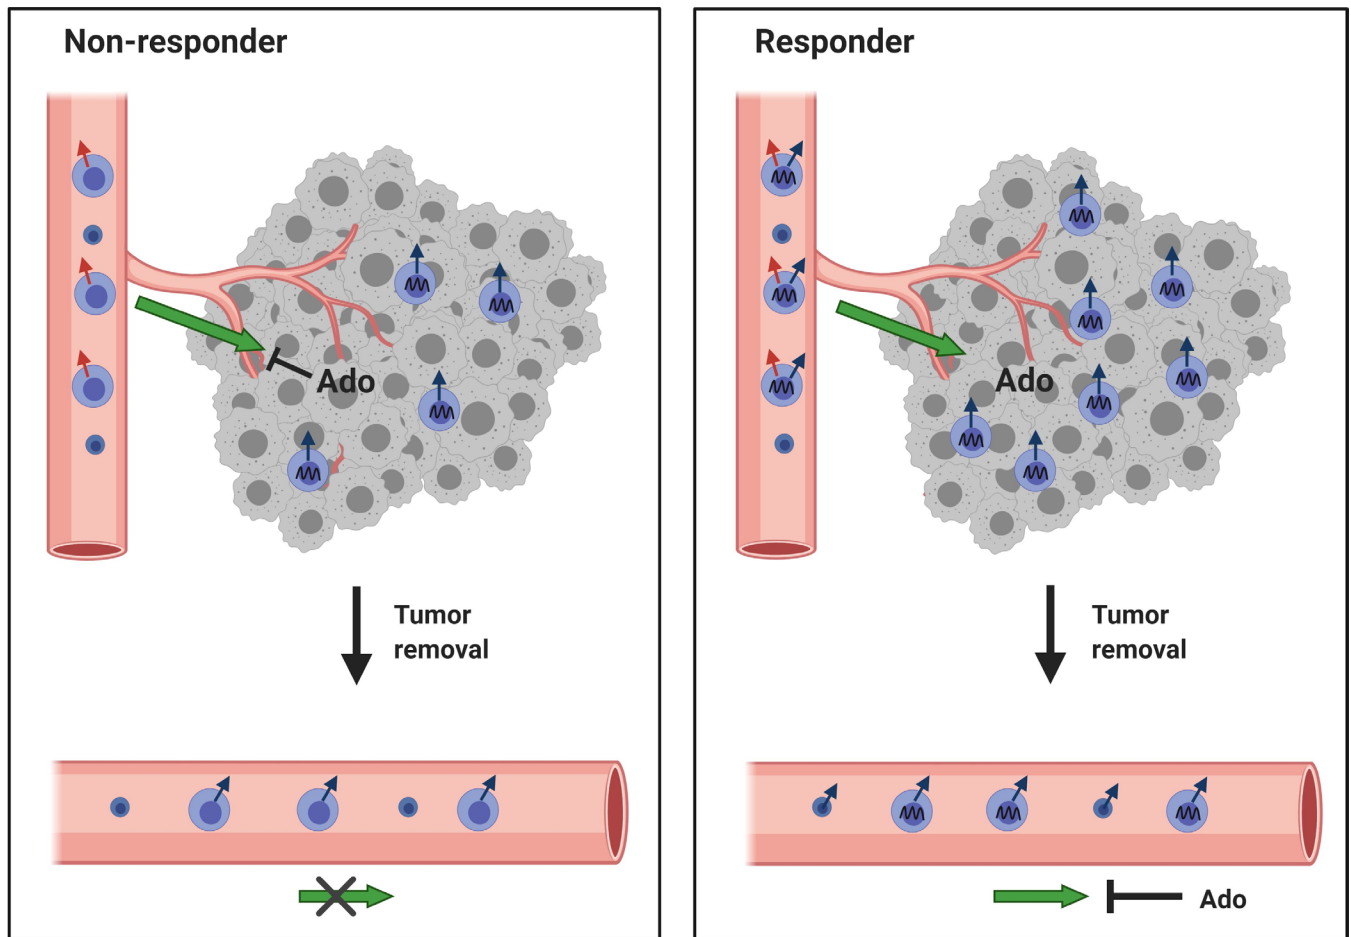 Non-responder
Ado
Tumor
removal
Responder
Ado
Tumor
removal
Ado